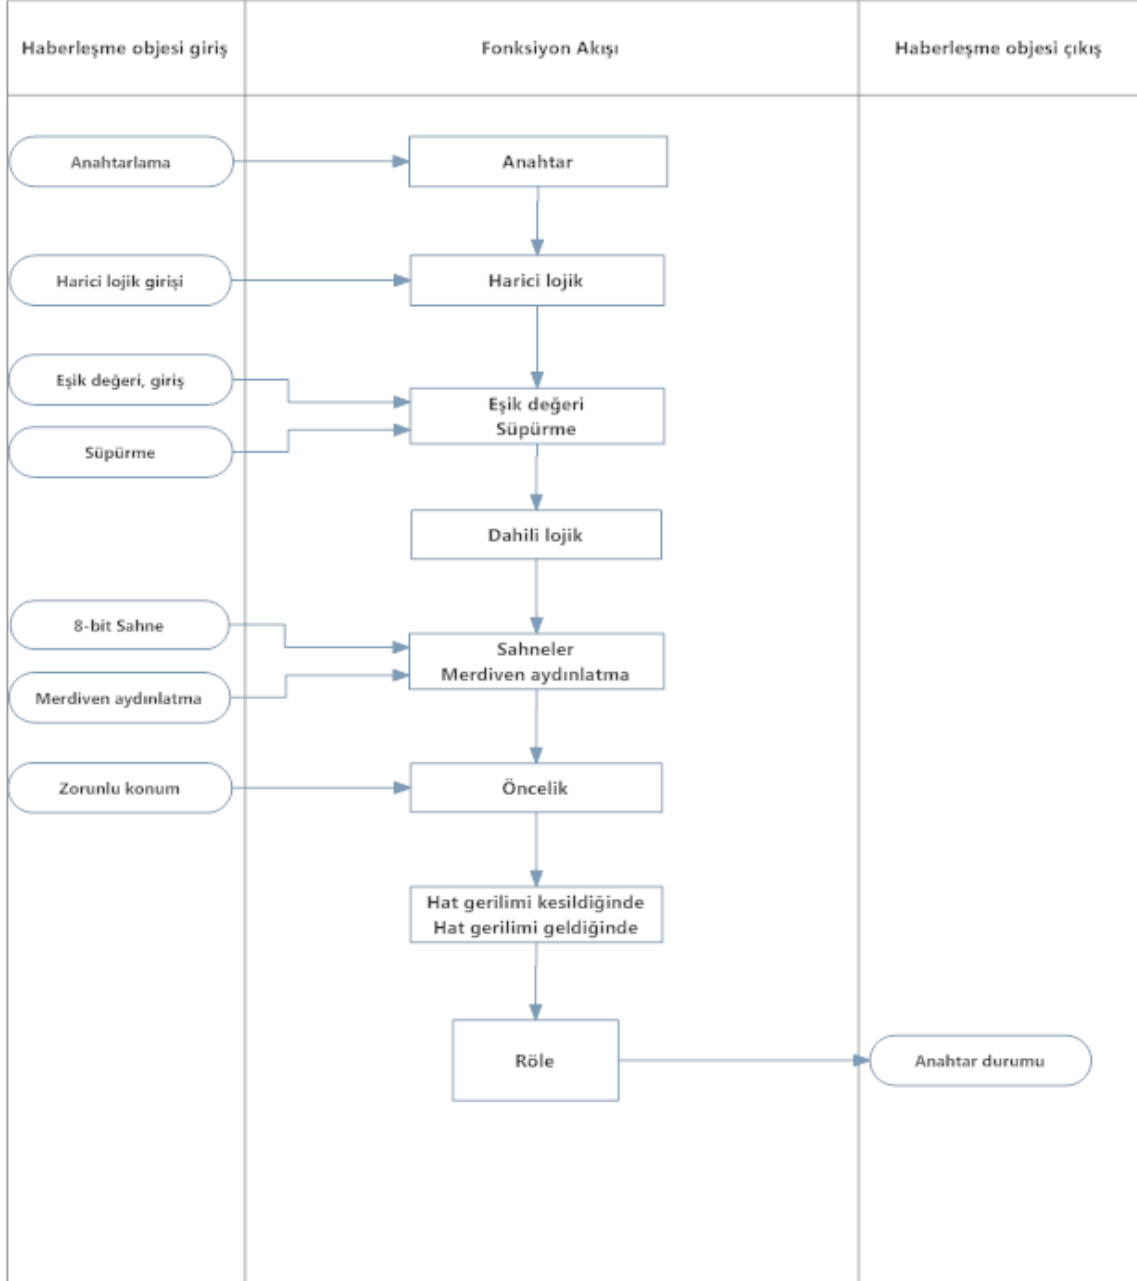 Haberleşme objesi giriş
Fonksiyon Akışı
Haberleşme objesi çıkış
Anahtarlama
Anahtar
Harici lojik girişi
Harici lojik
Eşik değeri, giriş
Eşik değeri
Süpürme
Süpürme
Dahili lojik
8-bit Sahne
Sahneler
Merdiven aydınlatma
Merdiven aydınlatma
Zorunlu konum
Öncelik
Hat gerilimi kesildiğinde
Hat gerilimi geldiğinde
Röle
Anahtar durumu